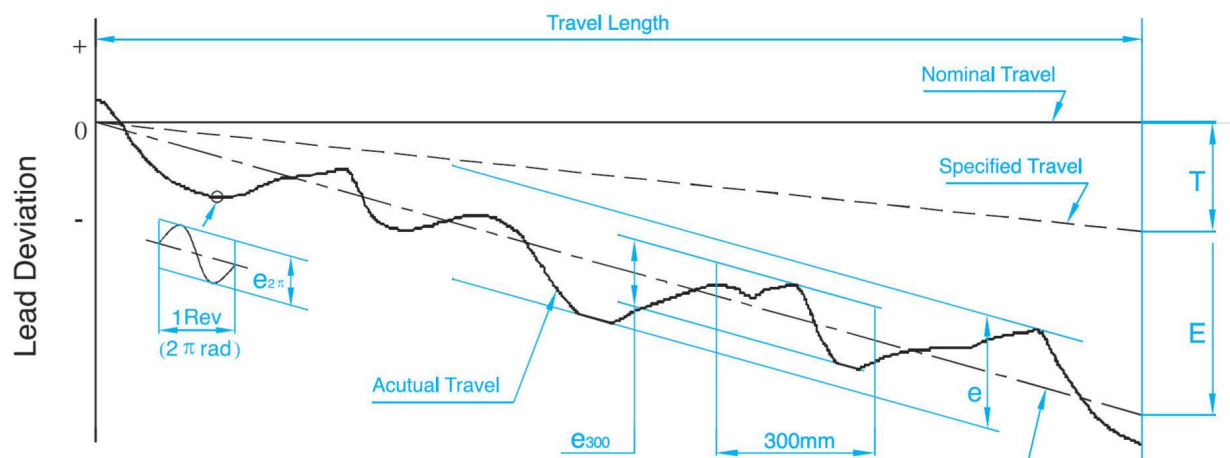 Travel Length
+
Nominal Travel
0
Specified Travel
T
Lead Deviation
-
e2π
1Rev
(2 π rad)
E
Acutual Travel
e
e300
300mm